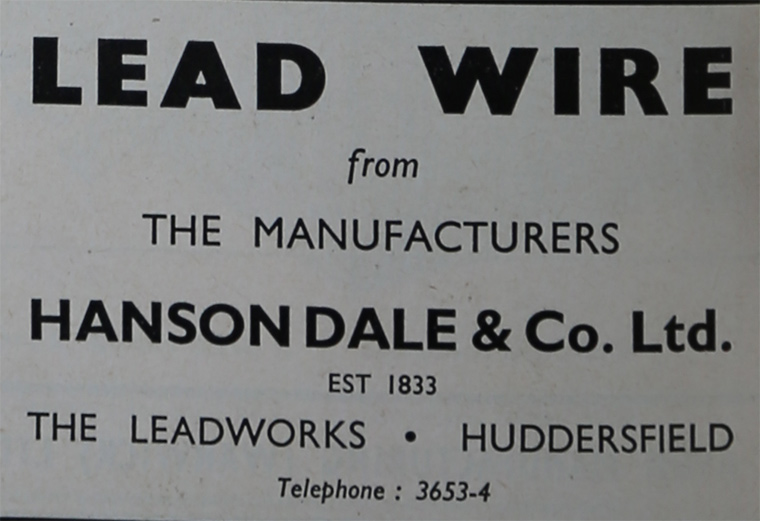 LEAD WIRE
from
THE MANUFACTURERS
HANSON DALE & Co. Ltd.
EST 1833
THE LEADWORKS • HUDDERSFIELD
Telephone : 3653-4